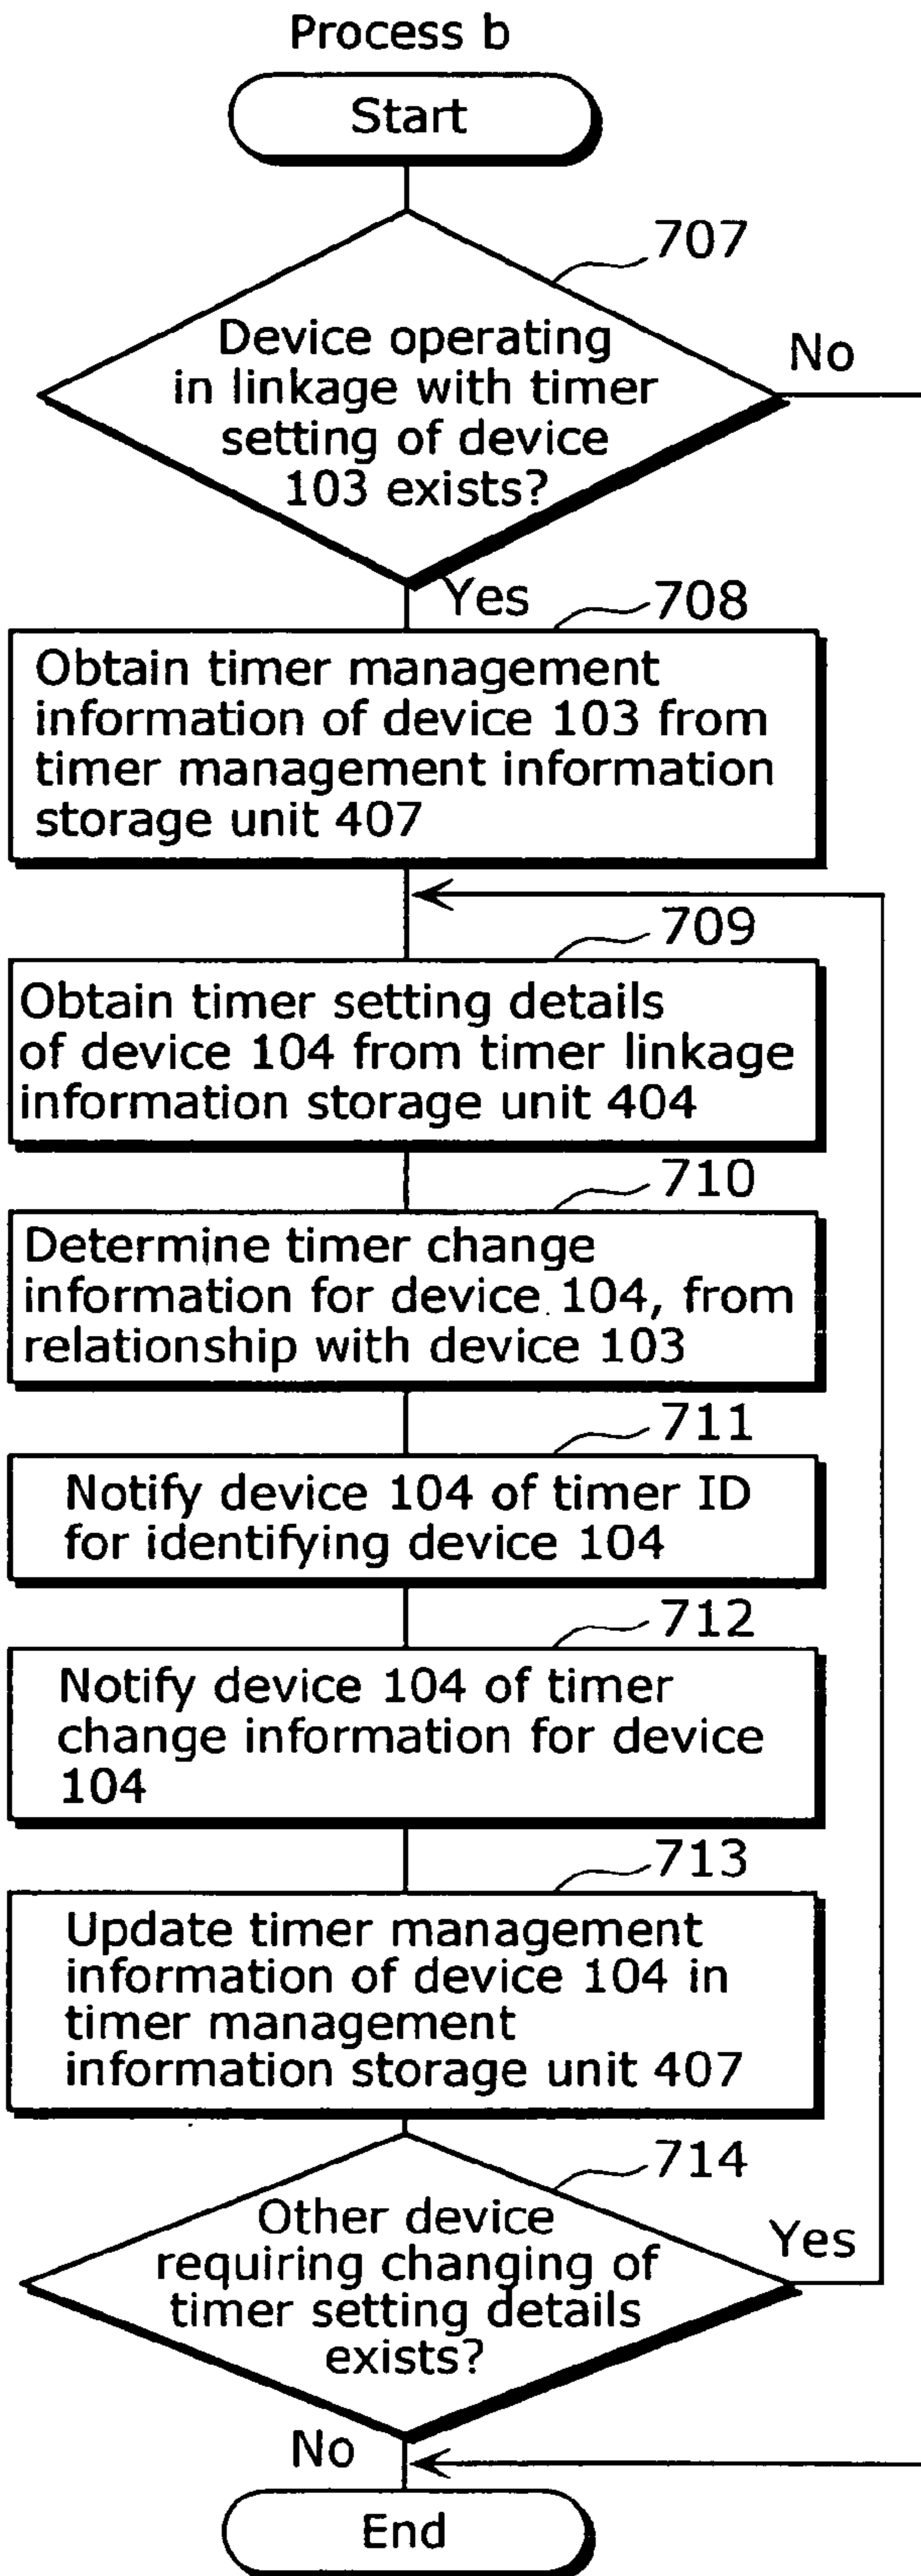 Process b
Start
707
Device operating
in linkage with timer
setting of device
103 exists?
No
Yes
708
Obtain timer management
information of device 103 from
timer management information
storage unit 407
709
Obtain timer setting details
of device 104 from timer linkage
information storage unit 404
710
Determine timer change
information for device 104, from
relationship with device 103
711
Notify device 104 of timer ID
for identifying device 104
712
Notify device 104 of timer
change information for device
104
713
Update timer management
information of device 104 in
timer management
information storage unit 407
714
Other device
requiring changing of
timer setting details
exists?
Yes
No
End